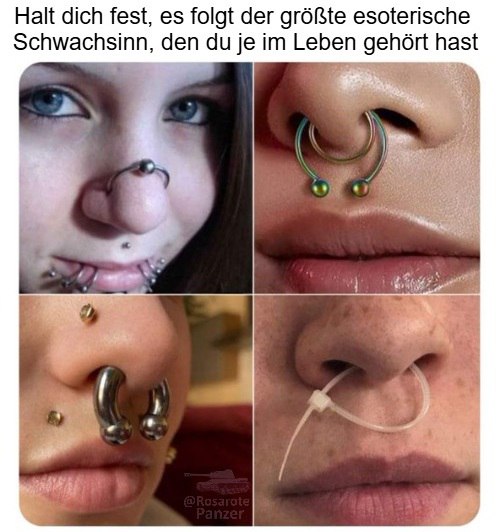 Halt dich fest, es folgt der größte esoterische
Schwachsinn, den du je im Leben gehört hast
@Rosarote
Panzer